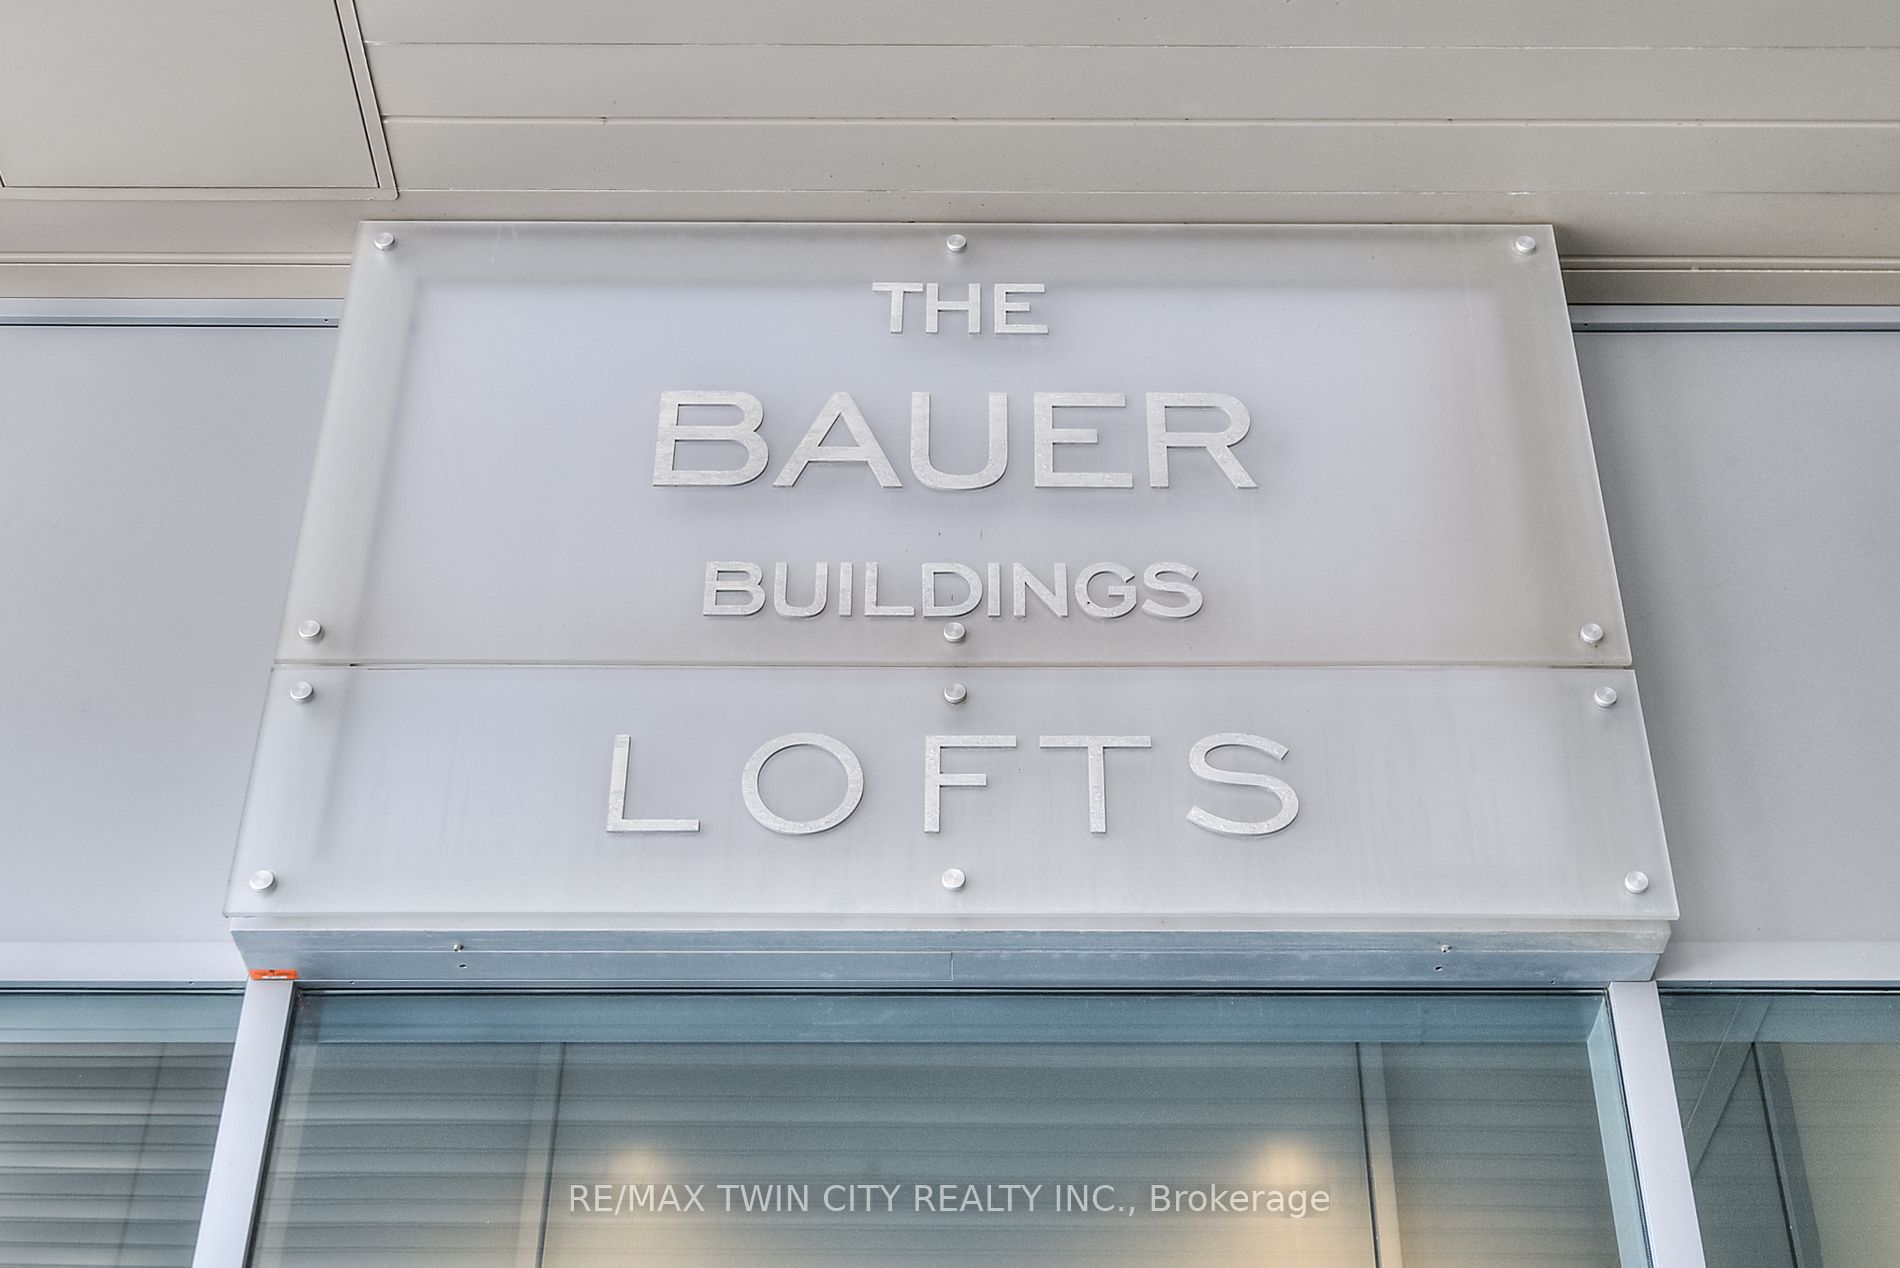 THE
BAUER
BUILDINGS
LOFTS
RE/MAX TWIN CITY REALTY INC., Brokerage